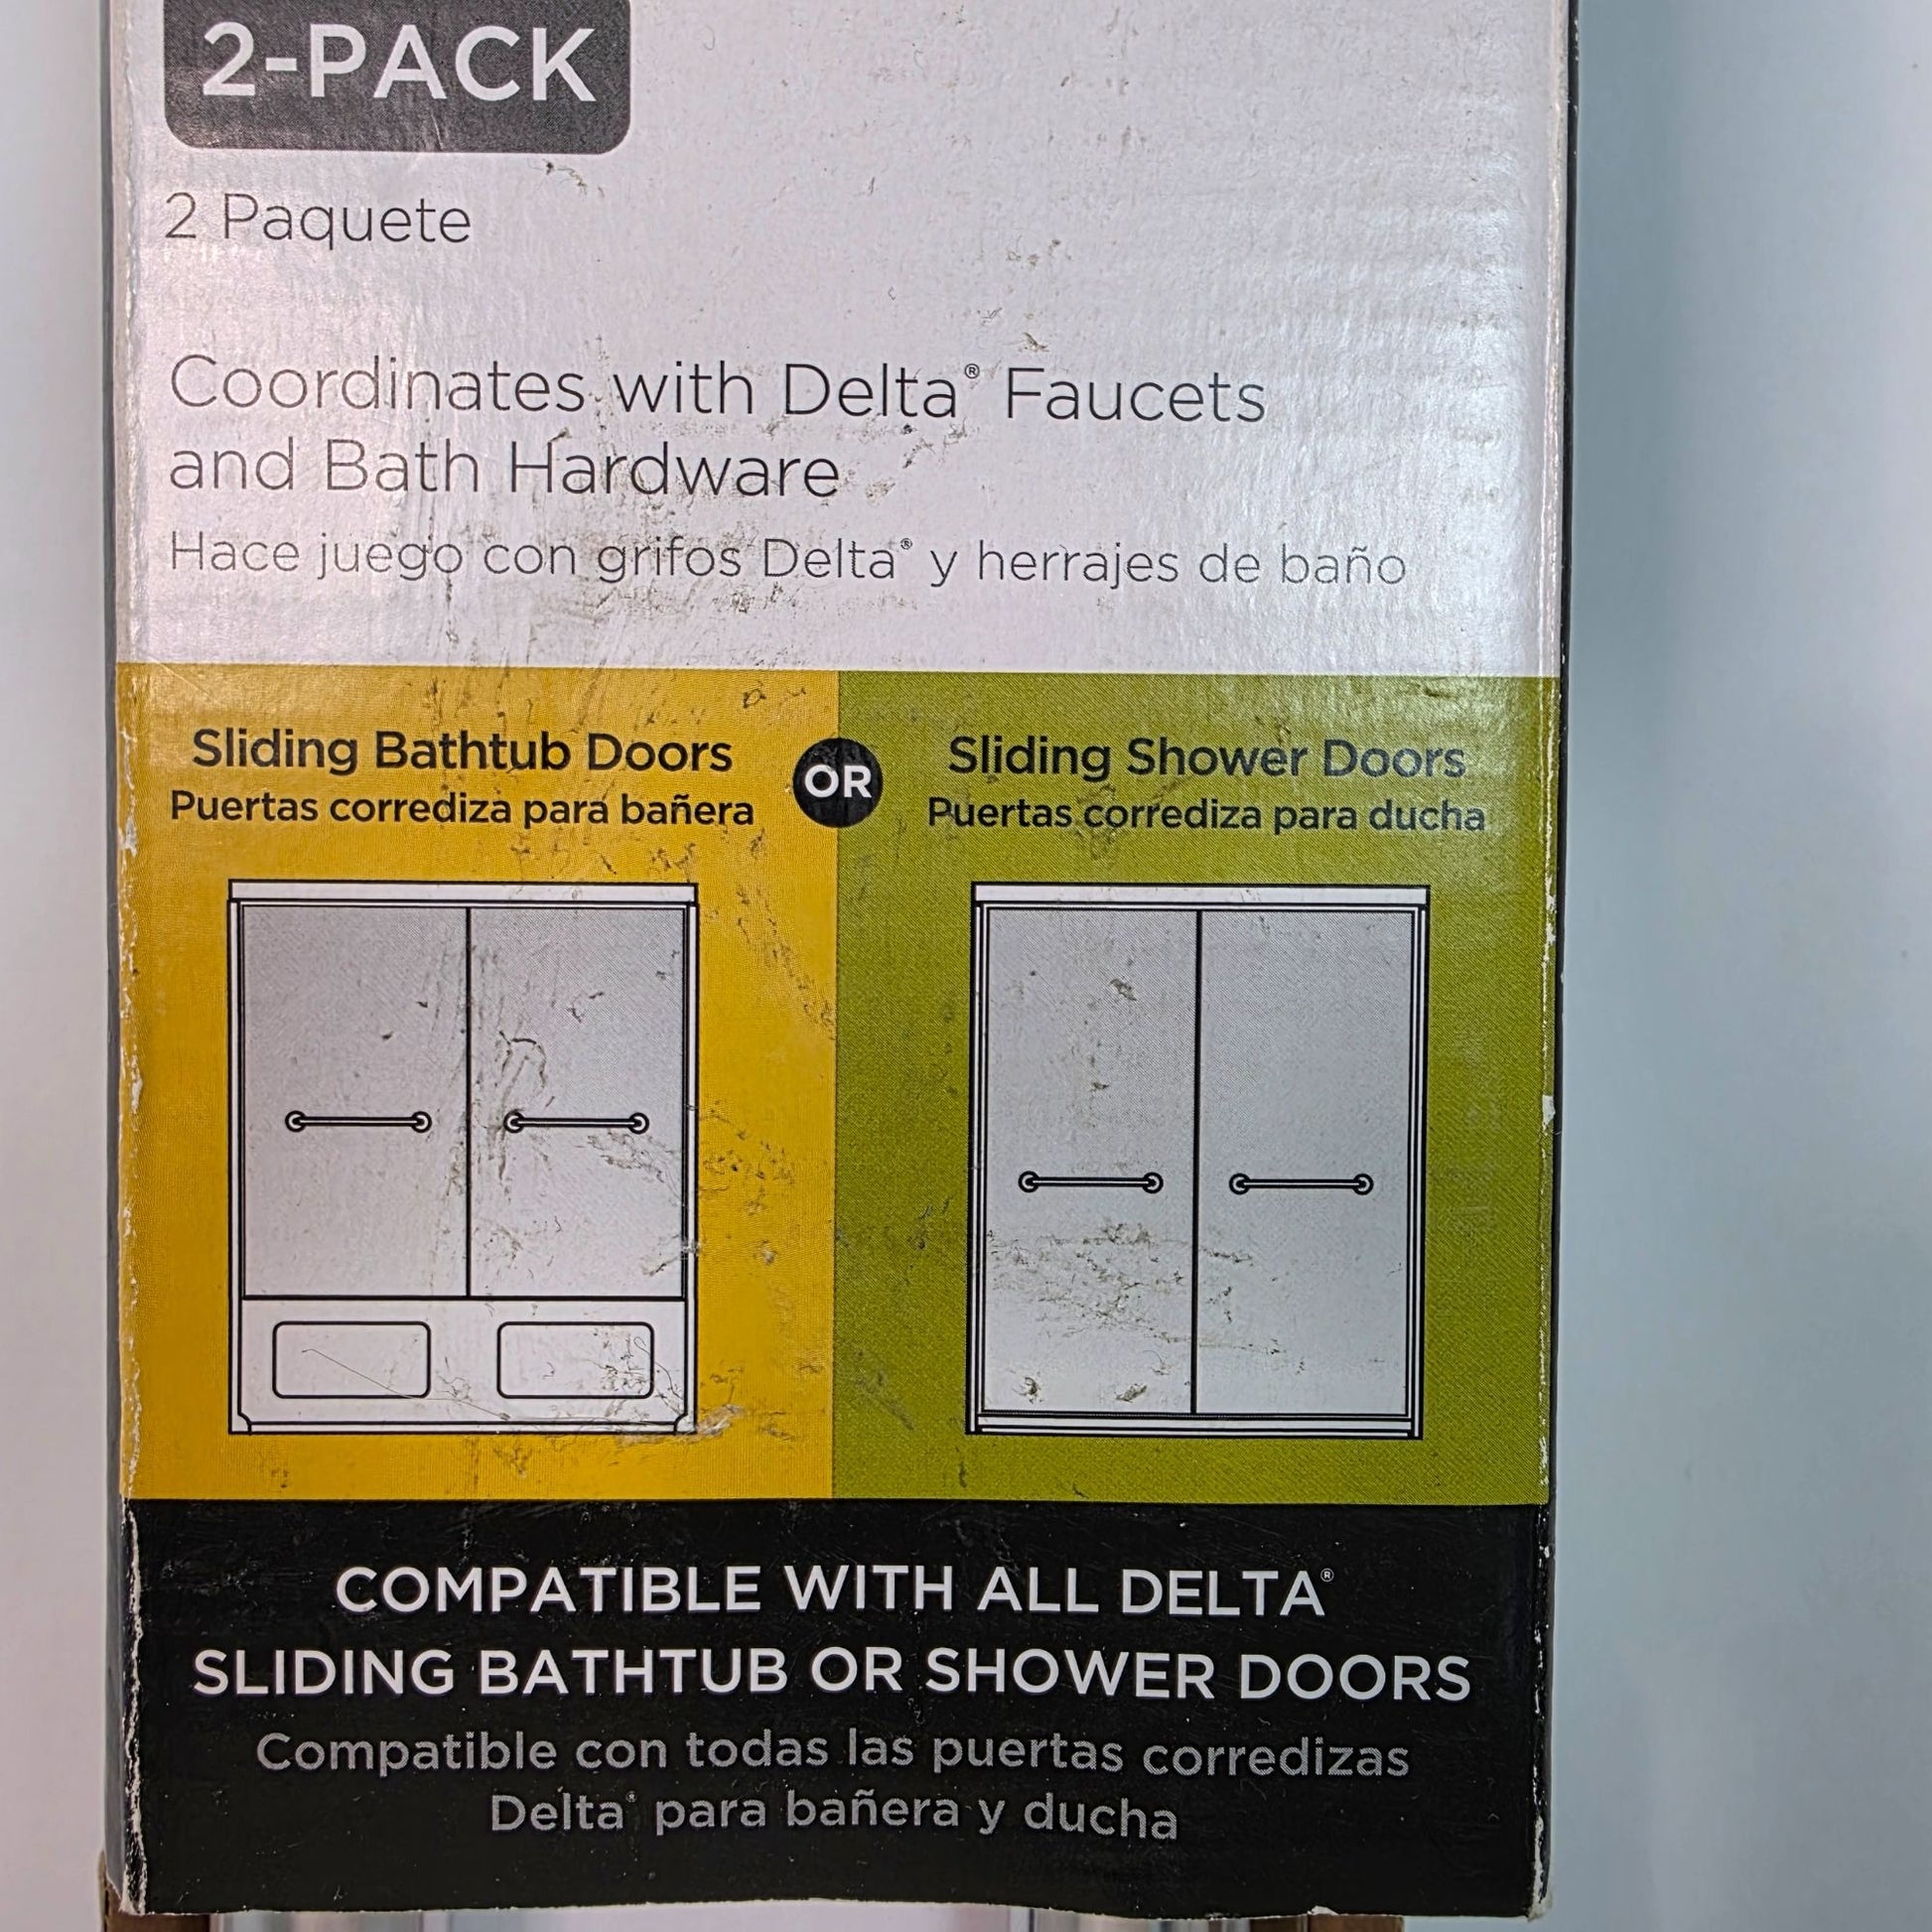 2-PACK
2 Paquete
Coordinates with Delta® Faucets
and Bath Hardware
Hace juego con grifos Delta® y herrajes de baño
Sliding Bathtub Doors
Puertas corrediza para bañera
OR
Sliding Shower Doors
Puertas corrediza para ducha
COMPATIBLE WITH ALL DELTA®
SLIDING BATHTUB OR SHOWER DOORS
Compatible con todas las puertas corredizas
Delta® para bañera y ducha